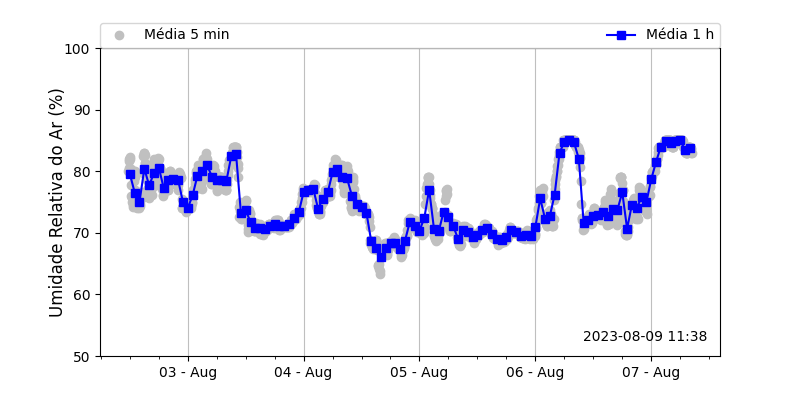 Média 5 min
Média 1 h
Umidade Relativa do Ar (%)
100
90
80
70
60
50
2023-08-09 11:38
03 - Aug
04 - Aug
05 - Aug
06 - Aug
07 - Aug